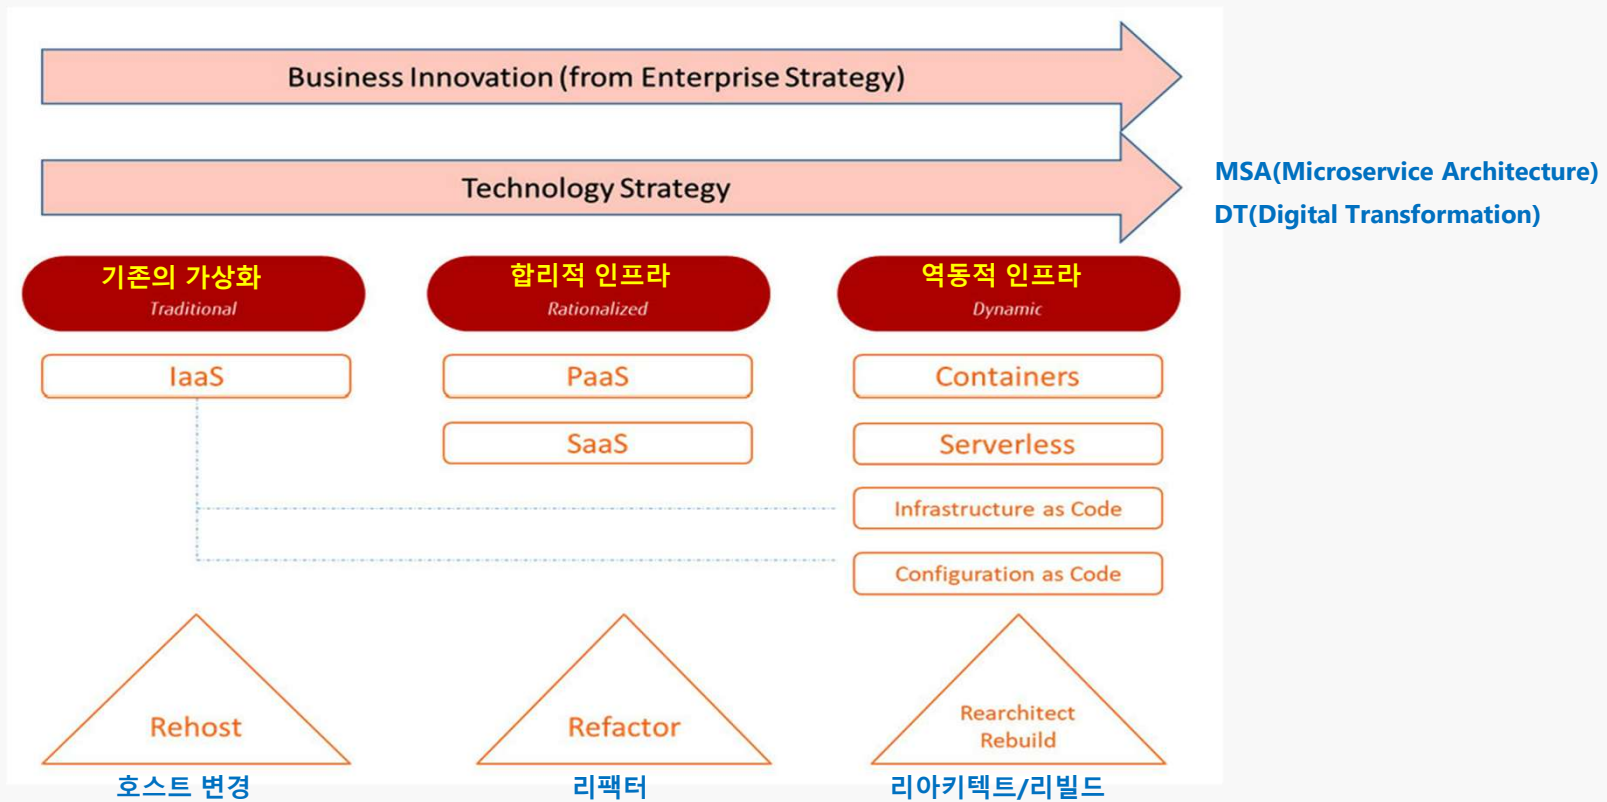 Business Innovation (from Enterprise Strategy)
Technology Strategy
MSA(Microservice Architecture)
DT(Digital Transformation)
기존의 가상화
Traditional
합리적 인프라
Rationalized
역동적 인프라
Dynamic
IaaS
PaaS
Containers
SaaS
Serverless
Infrastructure as Code
Configuration as Code
Rehost
Refactor
Rearchitect
Rebuild
호스트 변경
리팩터
리아키텍트/리빌드